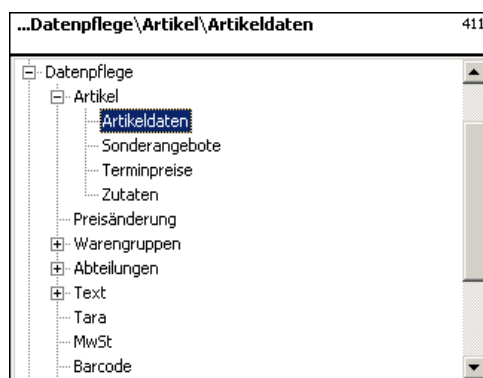 ...Datenpflege\Artikel\Artikeldaten 411
Datenpflege
Artikel
Artikeldaten
Sonderangebote
Terminpreise
Zutaten
Preisänderung
Warengruppen
Abteilungen
Text
Tara
MwSt
Barcode